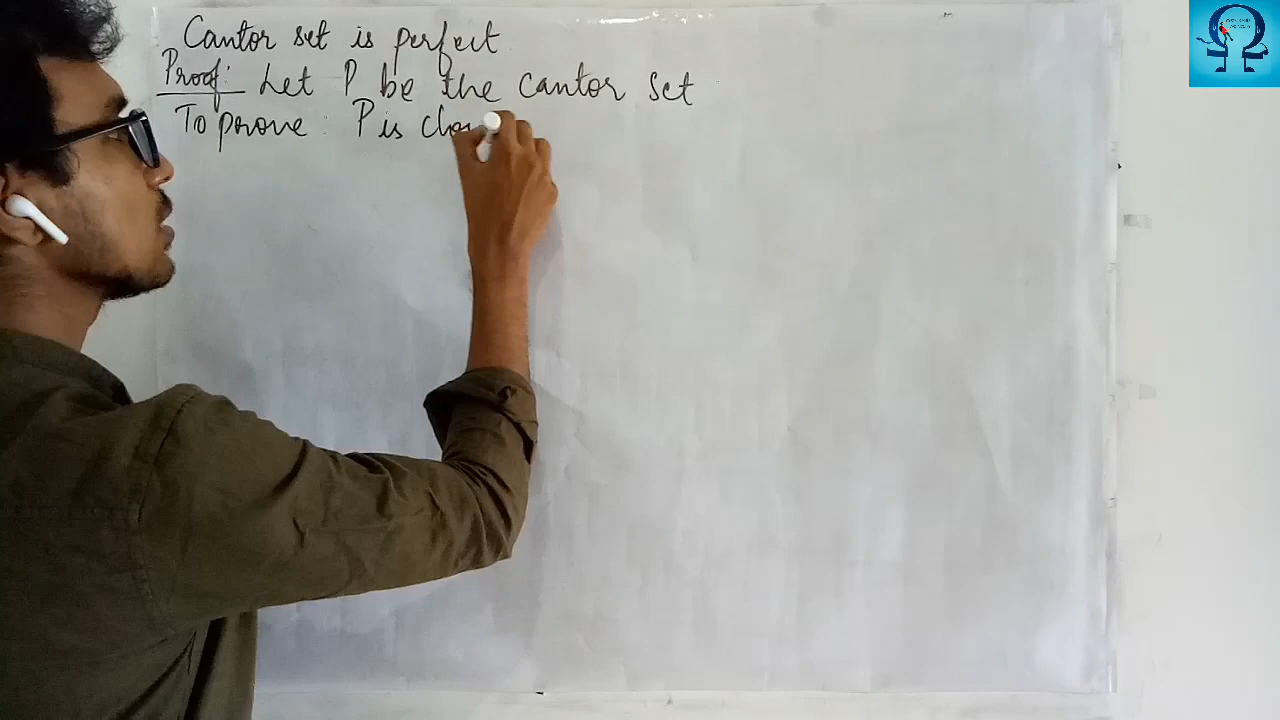 Cantor set is perfect
Proof: Let P be the cantor set
To prove: P is clo